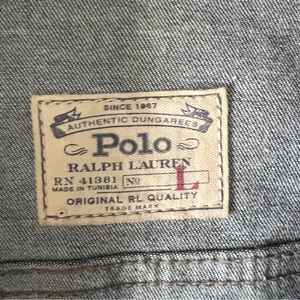 SINCE 1967
AUTHENTIC DUNGAREES
Polo
RALPH LAUREN
RN 41381 No L
MADE IN TUNISIA
ORIGINAL RL QUALITY
TRADE MARK